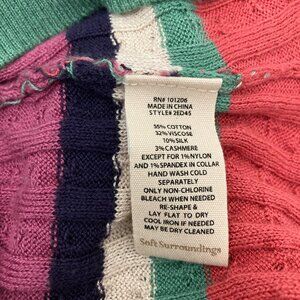 RN# 101206
MADE IN CHINA
STYLE# 2ED45
55% COTTON
32% VISCOSE
10% SILK
3% CASHMERE
EXCEPT FOR 1% NYLON
AND 1% SPANDEX IN COLLAR
HAND WASH COLD
SEPARATELY
ONLY NON-CHLORINE
BLEACH WHEN NEEDED
RE-SHAPE &
LAY FLAT TO DRY
COOL IRON IF NEEDED
MAY BE DRY CLEANED
Soft Surroundings